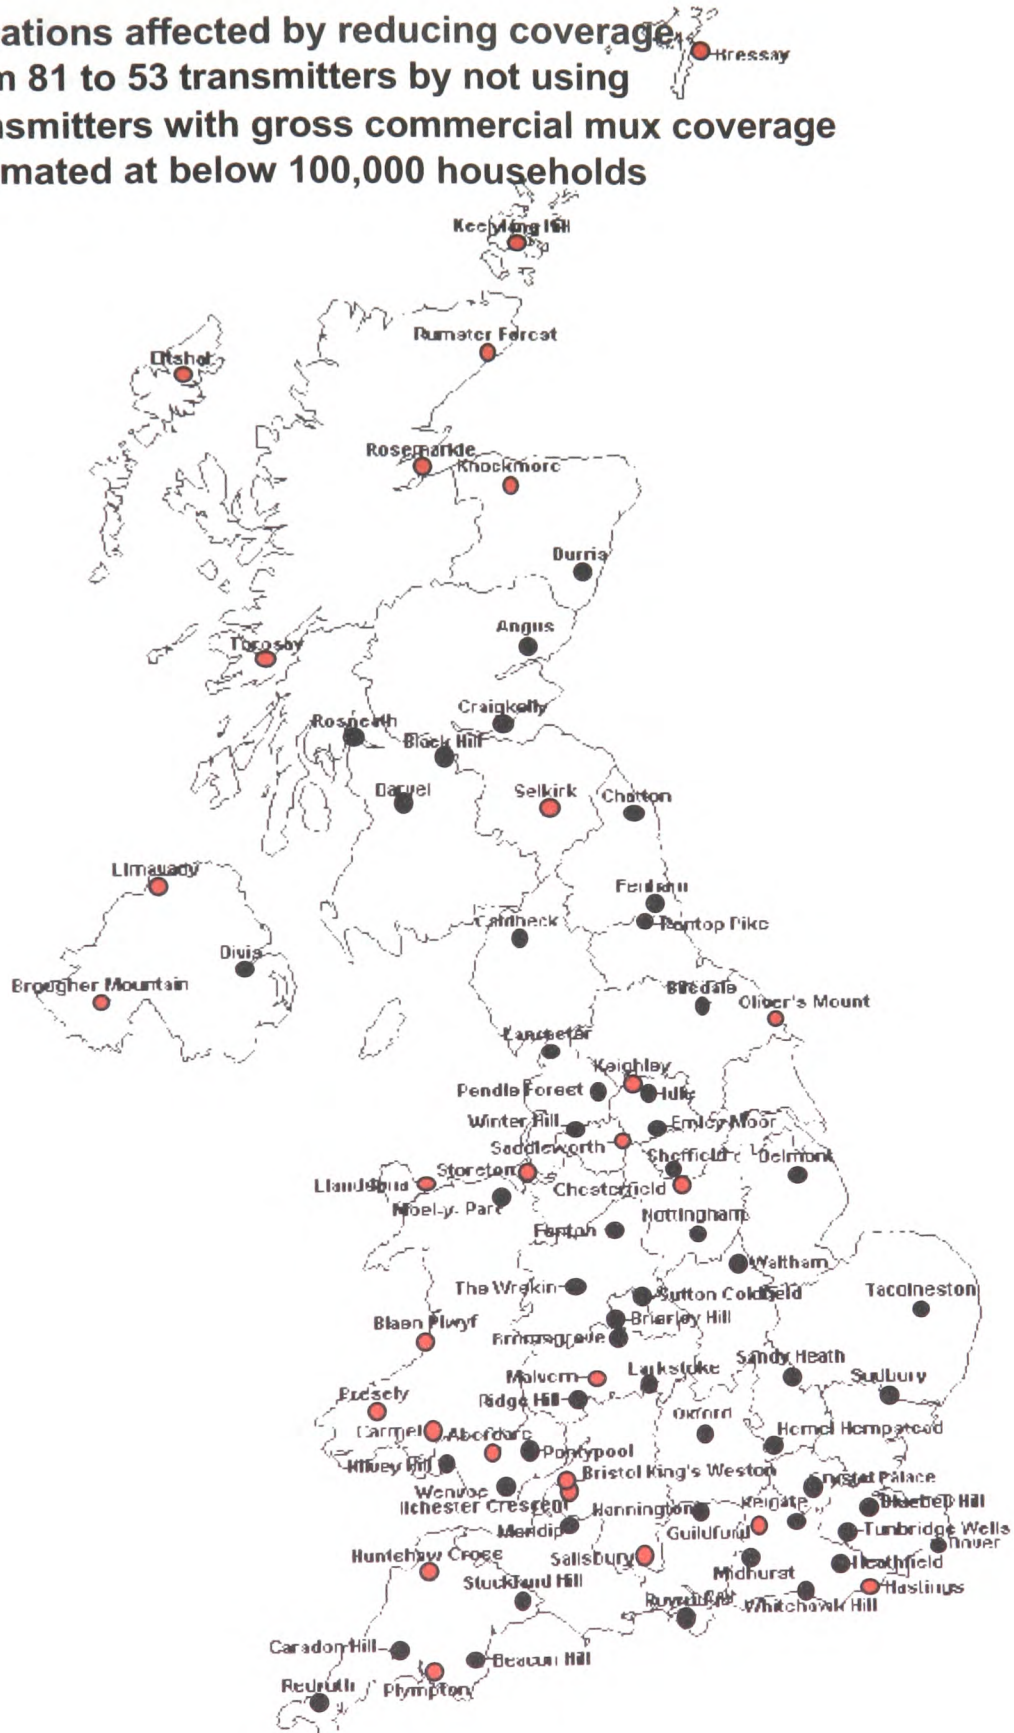 ations affected by reducing coverage
m 81 to 53 transmitters by not using
nsmitters with gross commercial mux coverage
mated at below 100,000 households
Bressay
Rosemarkie
Knockmore
Durris
Angus
Torosay
Craigkelly
Rosneath
Black Hill
Darvel
Selkirk
Chatton
Limavady
Fenham
Caldbeck
Pontop Pike
Divis
Brougher Mountain
Bilsdale
Oliver's Mount
Lancaster
Keighley
Pendle Forest
Winter Hill
Emley Moor
Saddleworth
Sheffield
Belmont
Storeton
Chesterfield
Moel-y-Parc
Nottingham
Fenton
Waltham
The Wrekin
Sutton Coldfield
Tacolneston
Brierley Hill
Blaen Plwyf
Bromsgrove
Sandy Heath
Larkstoke
Malvern
Sudbury
Presely
Ridge Hill
Oxford
Carmel
Aberdare
Hemel Hempstead
Pontypool
Kilvey Hill
Bristol King's Weston
Crystal Palace
Wenvoe
Ilchester Crescent
Hannington
Reigate
Bluebell Hill
Mendip
Guildford
Tunbridge Wells
Dover
Huntshaw Cross
Salisbury
Heathfield
Midhurst
Stockland Hill
Hastings
Whitehawk Hill
Caradon Hill
Beacon Hill
Redruth
Plympton